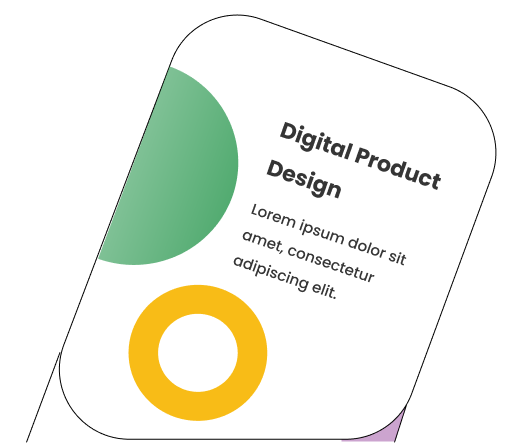 Digital Product
Design
Lorem ipsum dolor sit
amet, consectetur
adipiscing elit.